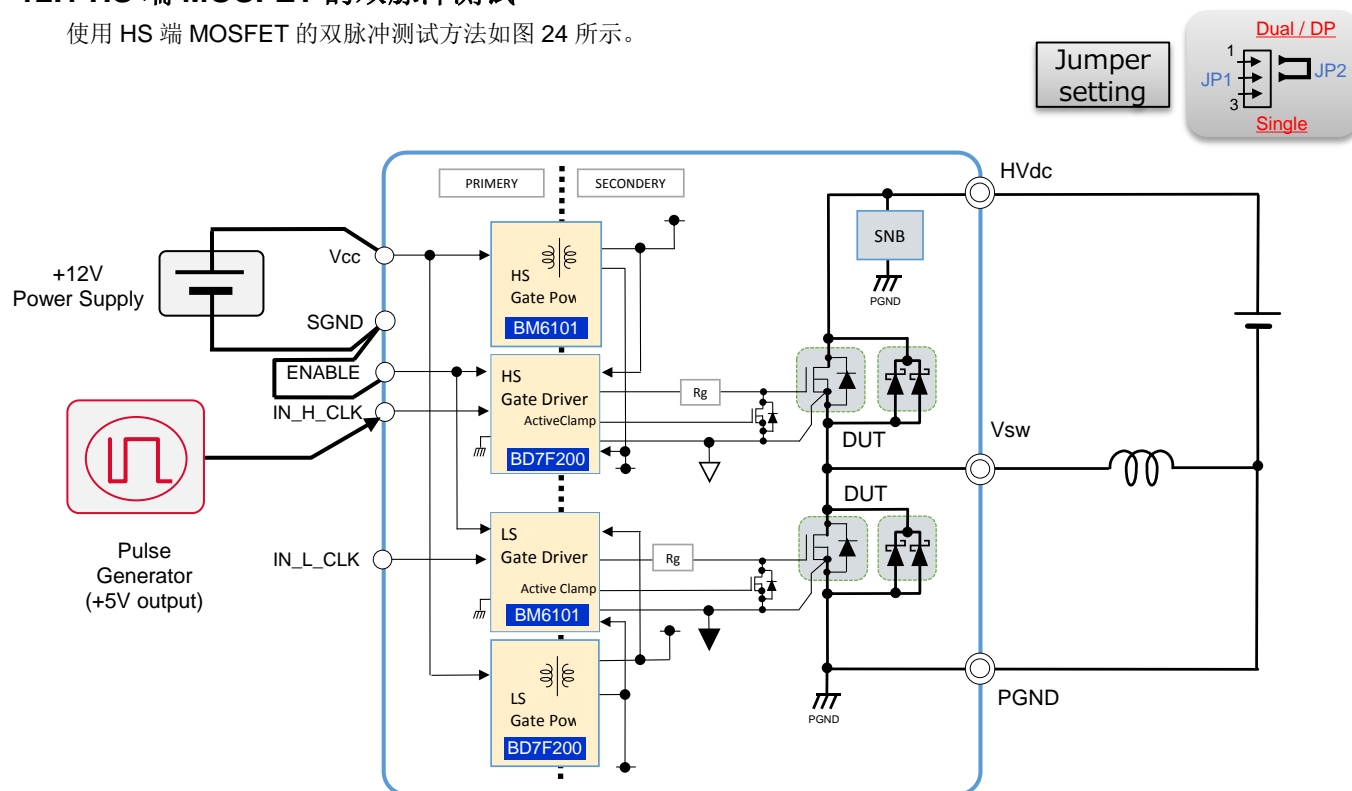 使用 HS 端 MOSFET 的双脉冲测试方法如图 24 所示。
Dual / DP
Jumper
setting
1
JP1
JP2
3
Single
HVdc
PRIMERY
SECONDERY
SNB
PGND
+12V
Power Supply
Vcc
SGND
ENABLE
IN_H_CLK
HS
Gate Pow
BM6101
HS
Gate Driver
ActiveClamp
BD7F200
Rg
DUT
Vsw
DUT
Pulse
Generator
(+5V output)
IN_L_CLK
LS
Gate Driver
Active Clamp
BM6101
Rg
LS
Gate Pow
BD7F200
PGND
PGND